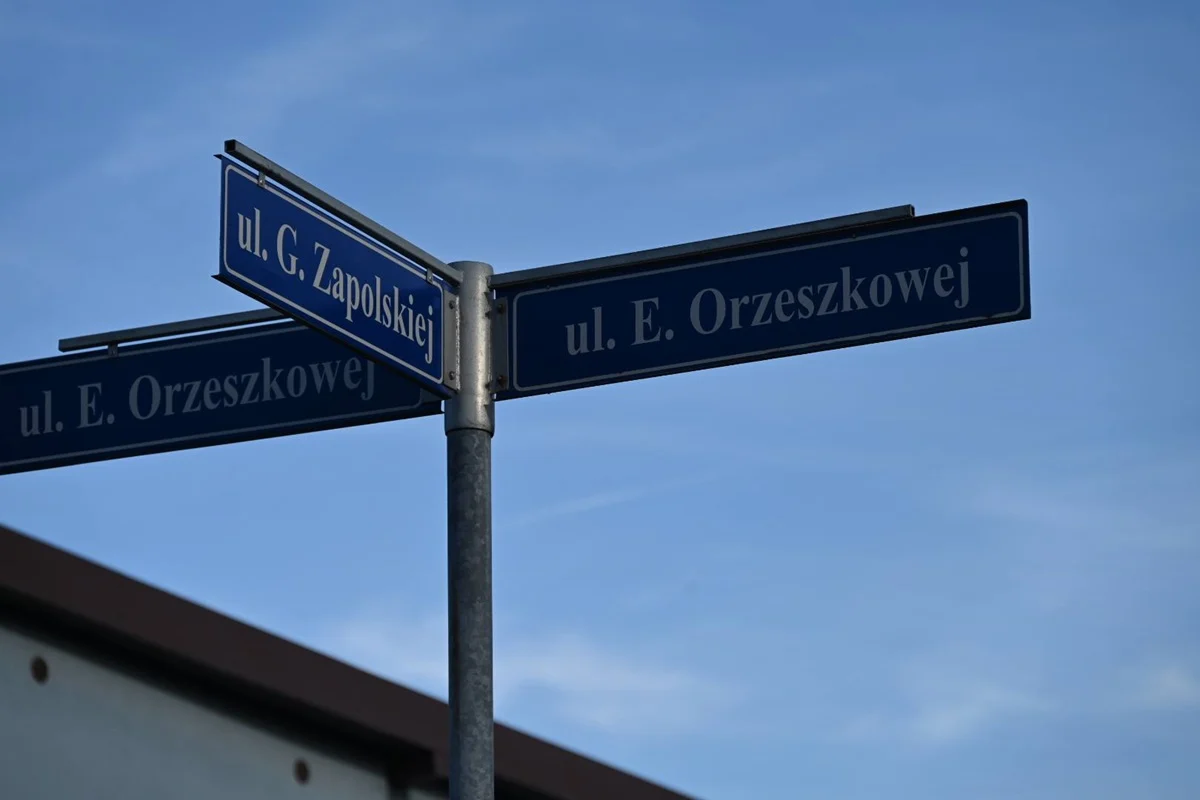 ul. G. Zapolskiej
ul. E. Orzeszkowej
ul. E. Orzeszkowej